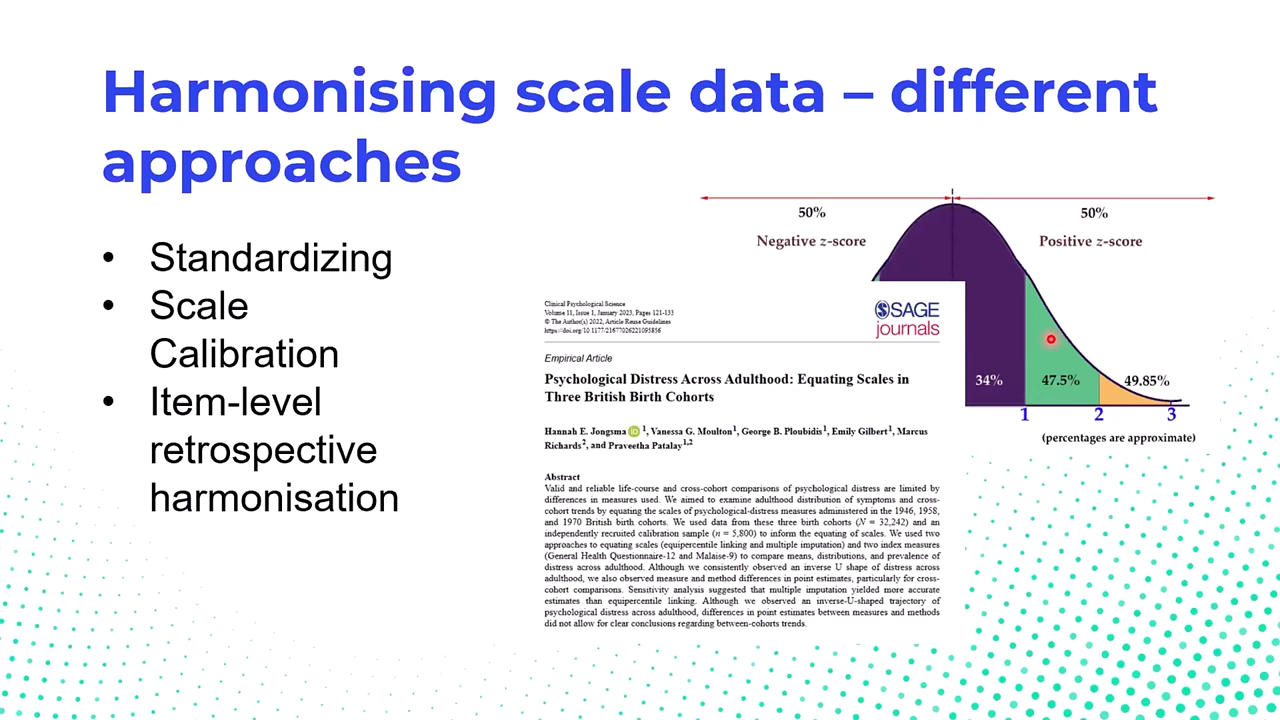 Harmonising scale data – different
approaches
• Standardizing
• Scale
Calibration
• Item-level
retrospective
harmonisation
50%
50%
Negative z-score
Positive z-score
34%
47.5%
49.85%
1
2
3
(percentages are approximate)
Clinical Psychological Science
Volume 11, Issue 1, January 2023, Pages 121-133
© The Author(s) 2022, Article Reuse Guidelines
https://doi.org/10.1177/21677026221095856
SAGE
journals
Empirical Article
Psychological Distress Across Adulthood: Equating Scales in
Three British Birth Cohorts
Hannah E. Jongsma iD 1, Vanessa G. Moulton1, George B. Ploubidis1, Emily Gilbert1, Marcus
Richards2, and Praveetha Patalay1,2
Abstract
Valid and reliable life-course and cross-cohort comparisons of psychological distress are limited by
differences in measures used. We aimed to examine adulthood distribution of symptoms and cross-
cohort trends by equating the scales of psychological-distress measures administered in the 1946, 1958,
and 1970 British birth cohorts. We used data from these three birth cohorts (N = 32,242) and an
independently recruited calibration sample (n = 5,800) to inform the equating of scales. We used two
approaches to equating scales (equipercentile linking and multiple imputation) and two index measures
(General Health Questionnaire-12 and Malaise-9) to compare means, distributions, and prevalence of
distress across adulthood. Although we consistently observed an inverse U shape of distress across
adulthood, we also observed measure and method differences in point estimates, particularly for cross-
cohort comparisons. Sensitivity analysis suggested that multiple imputation yielded more accurate
estimates than equipercentile linking. Although we observed an inverse-U-shaped trajectory of
psychological distress across adulthood, differences in point estimates between measures and methods
did not allow for clear conclusions regarding between-cohorts trends.